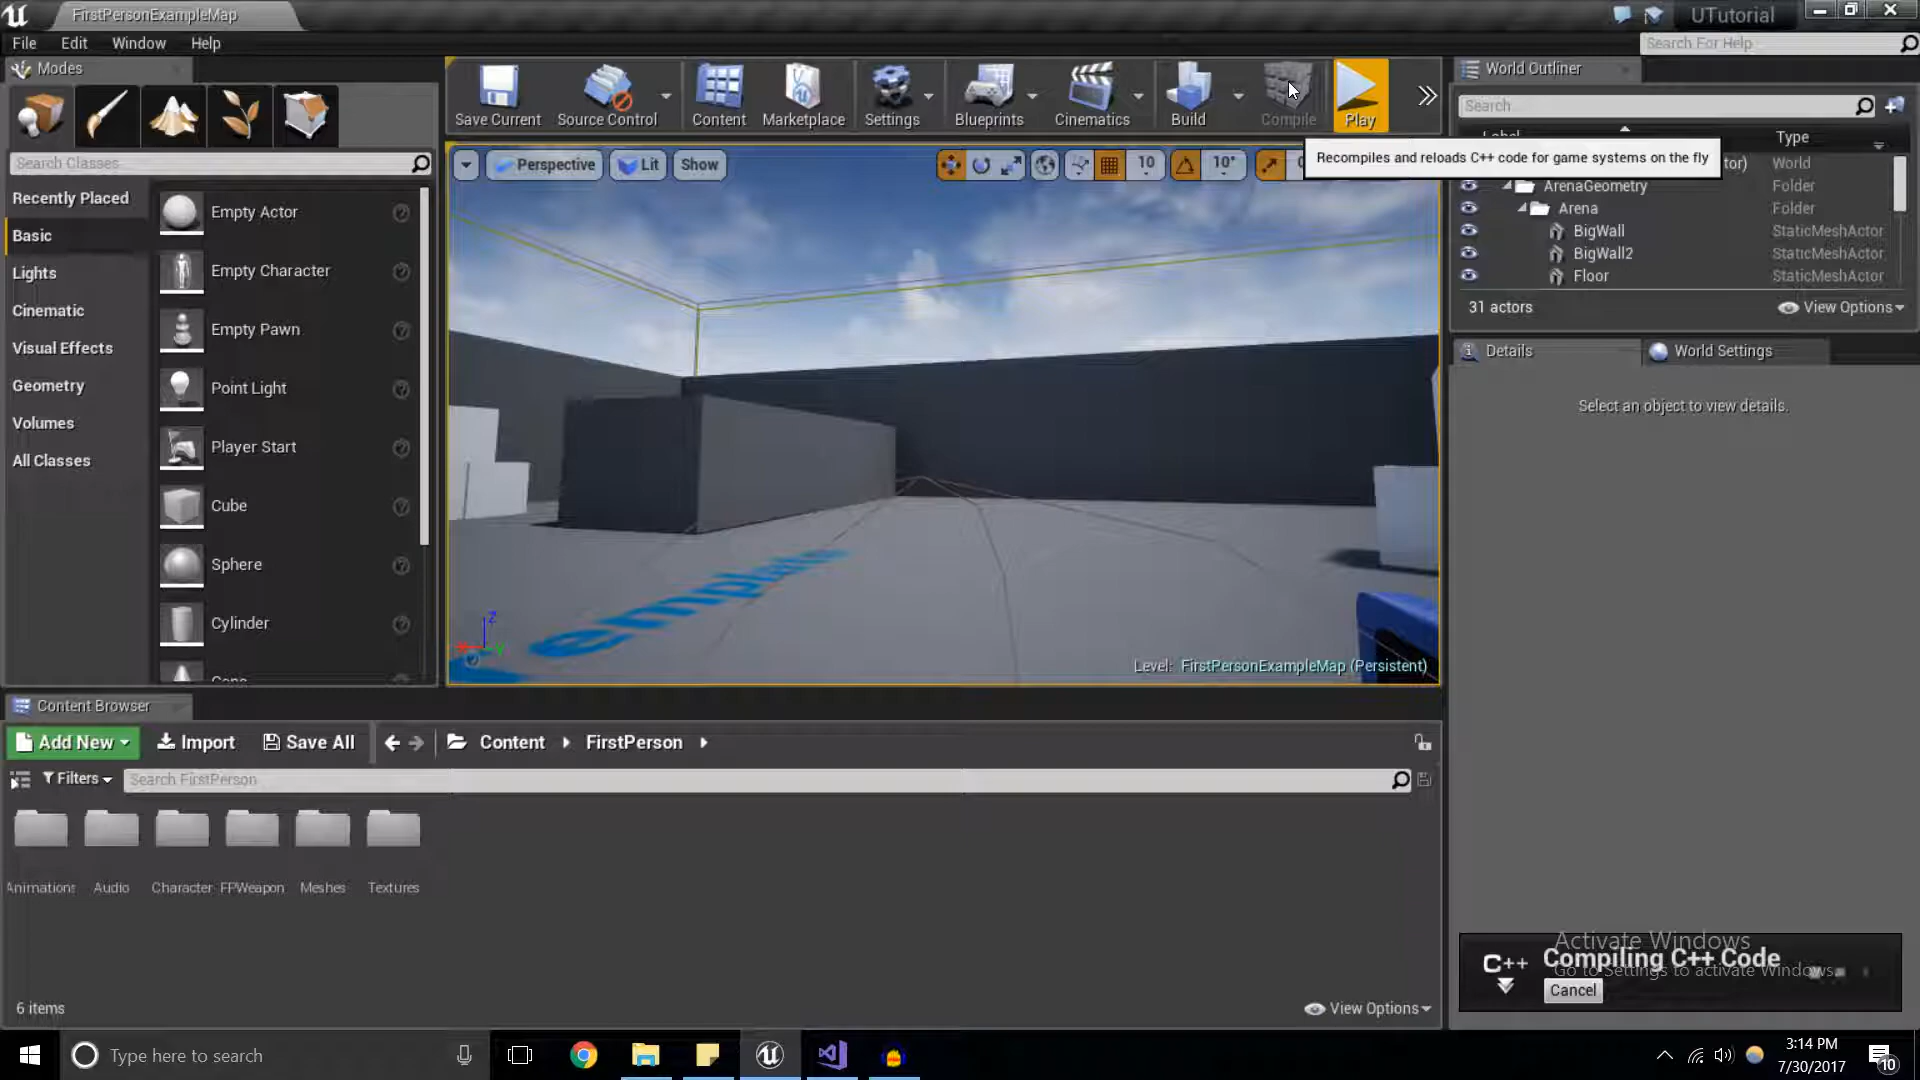 FirstPersonExampleMap
UTutorial
File Edit Window Help
Search For Help
Modes
Save Current Source Control Content Marketplace Settings Blueprints Cinematics Build Compile Play
World Outliner
Search
Label Type
Search Classes
Perspective Lit Show 10 10°
Recompiles and reloads C++ code for game systems on the fly
tor) World
ArenaGeometry Folder
Arena Folder
BigWall StaticMeshActor
BigWall2 StaticMeshActor
Floor StaticMeshActor
31 actors View Options
Recently Placed
Basic
Lights
Cinematic
Visual Effects
Geometry
Volumes
All Classes
Empty Actor
Empty Character
Empty Pawn
Point Light
Player Start
Cube
Sphere
Cylinder
Cone
Details World Settings
Select an object to view details.
emplate
Z
Level: FirstPersonExampleMap (Persistent)
Content Browser
Add New Import Save All Content FirstPerson
Filters Search FirstPerson
Animations Audio Character FPWeapon Meshes Textures
6 items View Options
Activate Windows
Go to Settings to activate Windows.
C++ Compiling C++ Code
Cancel
Type here to search
3:14 PM
7/30/2017
10